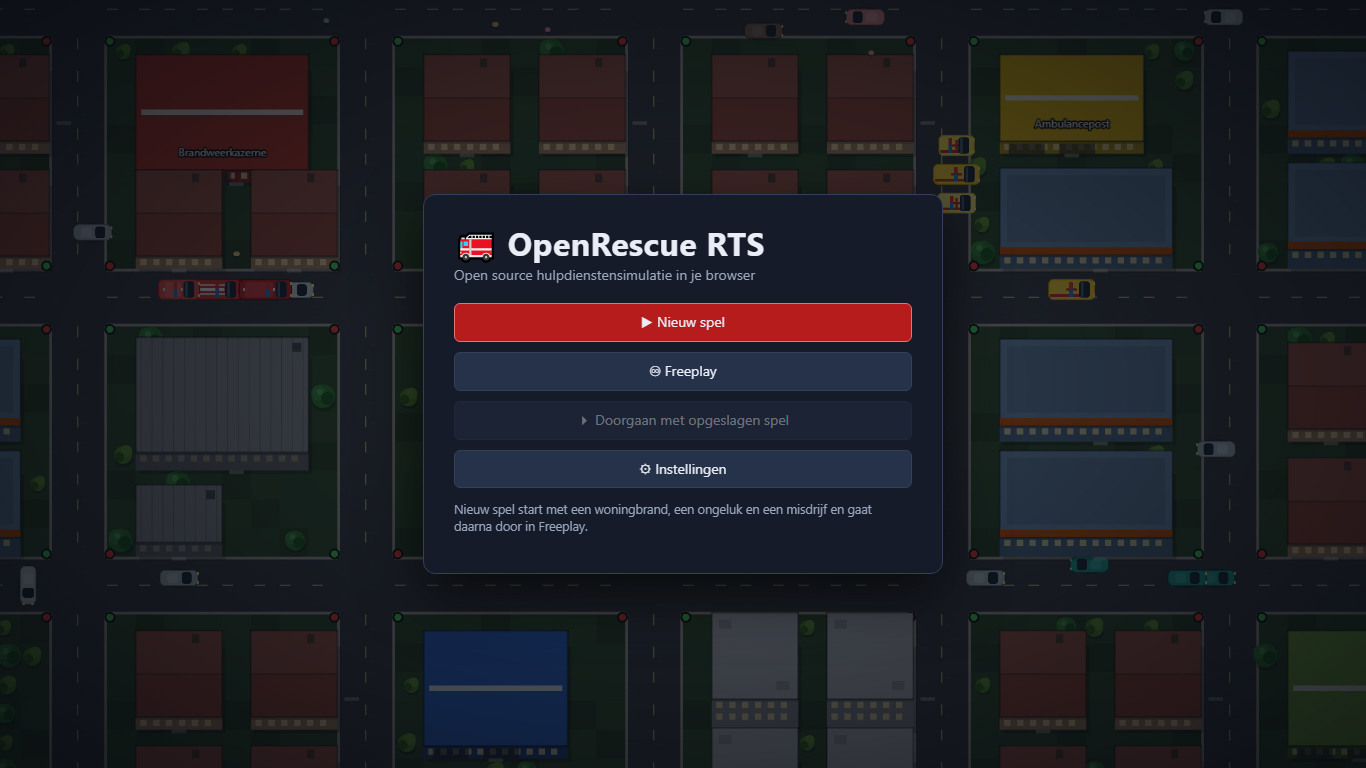 Brandweerkazerne
Ambulancepost
OpenRescue RTS
Open source hulpdienstensimulatie in je browser
▶ Nieuw spel
♾ Freeplay
⏵ Doorgaan met opgeslagen spel
⚙ Instellingen
Nieuw spel start met een woningbrand, een ongeluk en een misdrijf en gaat
daarna door in Freeplay.